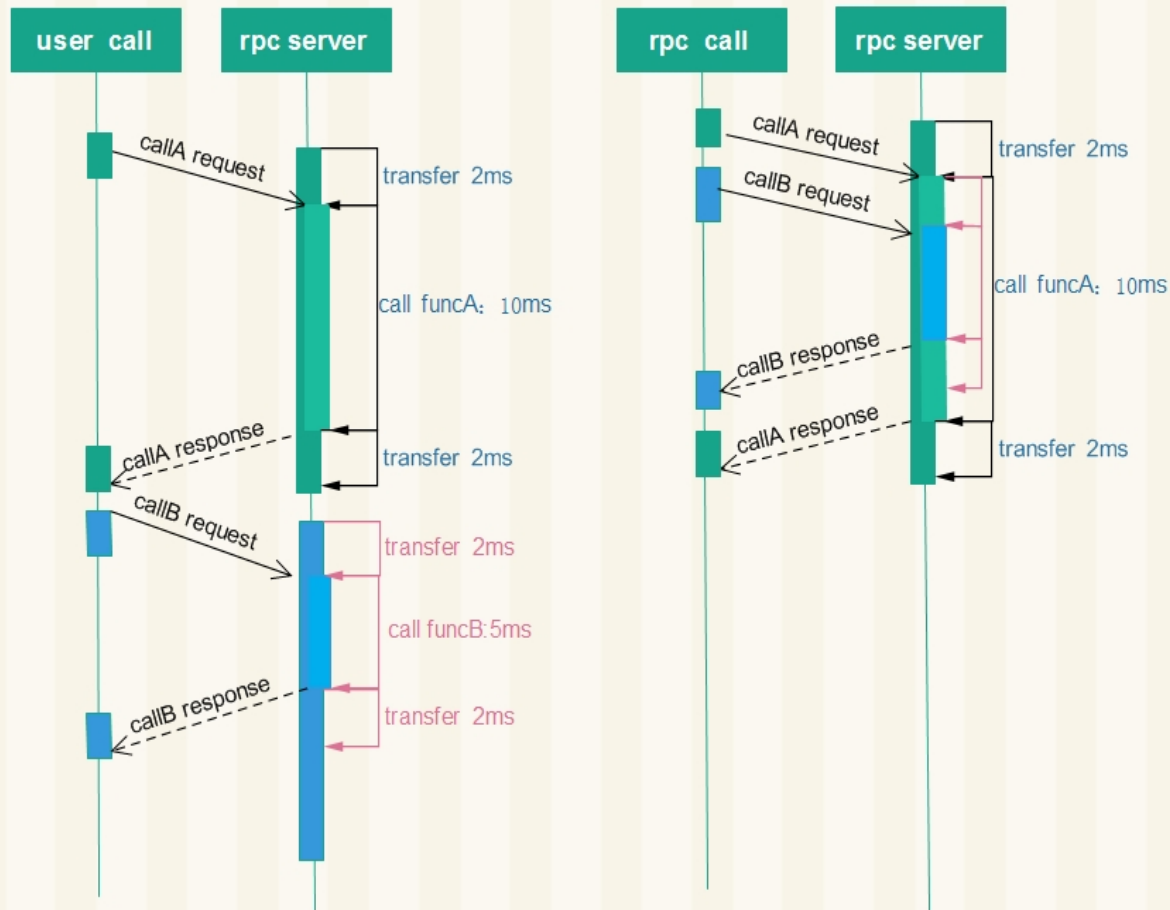 user call
rpc server
callA request
transfer 2ms
call funcA: 10ms
callA response
transfer 2ms
callB request
transfer 2ms
call funcB:5ms
callB response
transfer 2ms
rpc call
rpc server
callA request
transfer 2ms
callB request
call funcA: 10ms
callB response
callA response
transfer 2ms